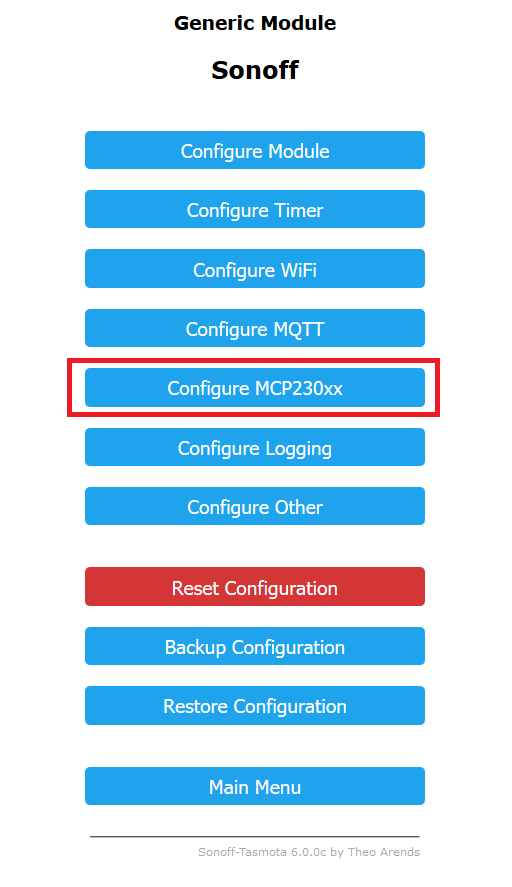 Generic Module
Sonoff
Configure Module
Configure Timer
Configure WiFi
Configure MQTT
Configure MCP230xx
Configure Logging
Configure Other
Reset Configuration
Backup Configuration
Restore Configuration
Main Menu
Sonoff-Tasmota 6.0.0c by Theo Arends